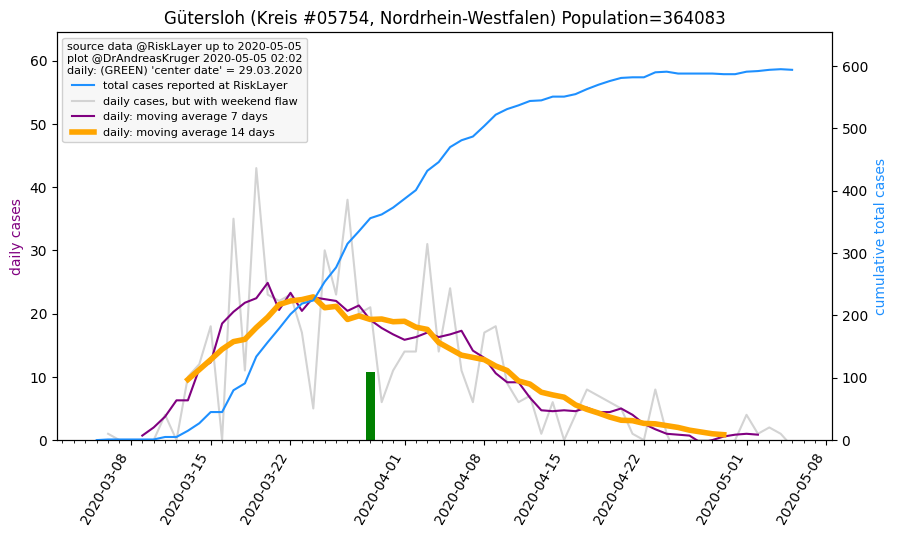 Gütersloh (Kreis #05754, Nordrhein-Westfalen) Population=364083
source data @RiskLayer up to 2020-05-05
plot @DrAndreasKruger 2020-05-05 02:02
daily: (GREEN) 'center date' = 29.03.2020
total cases reported at RiskLayer
daily cases, but with weekend flaw
daily: moving average 7 days
daily: moving average 14 days
daily cases
60
50
40
30
20
10
0
cumulative total cases
600
500
400
300
200
100
0
2020-03-08
2020-03-15
2020-03-22
2020-04-01
2020-04-08
2020-04-15
2020-04-22
2020-05-01
2020-05-08